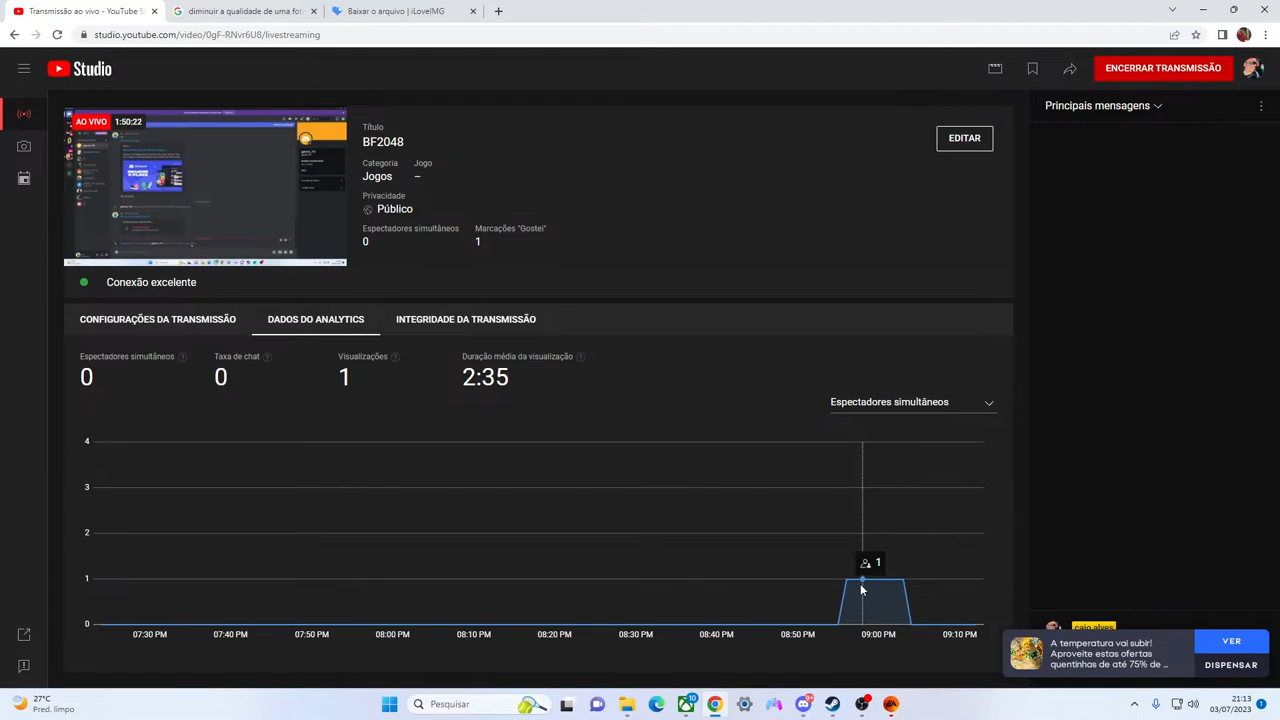 Transmissão ao vivo - YouTube S
diminuir a qualidade de uma fot
Baixar o arquivo | iLoveIMG
studio.youtube.com/video/0gF-RNvr6U8/livestreaming
Studio
ENCERRAR TRANSMISSÃO
AO VIVO 1:50:22
Título
BF2048
Categoria Jogo
Jogos –
Privacidade
Público
Espectadores simultâneos Marcações "Gostei"
0 1
EDITAR
Principais mensagens
Conexão excelente
CONFIGURAÇÕES DA TRANSMISSÃO DADOS DO ANALYTICS INTEGRIDADE DA TRANSMISSÃO
Espectadores simultâneos Taxa de chat Visualizações Duração média da visualização
0 0 1 2:35
Espectadores simultâneos
4
3
2
1
1
0
07:30 PM 07:40 PM 07:50 PM 08:00 PM 08:10 PM 08:20 PM 08:30 PM 08:40 PM 08:50 PM 09:00 PM 09:10 PM
caio alves
A temperatura vai subir!
Aproveite estas ofertas
quentinhas de até 75% de ...
VER
DISPENSAR
27°C
Pred. limpo
Pesquisar
10
9+
21:13
03/07/2023